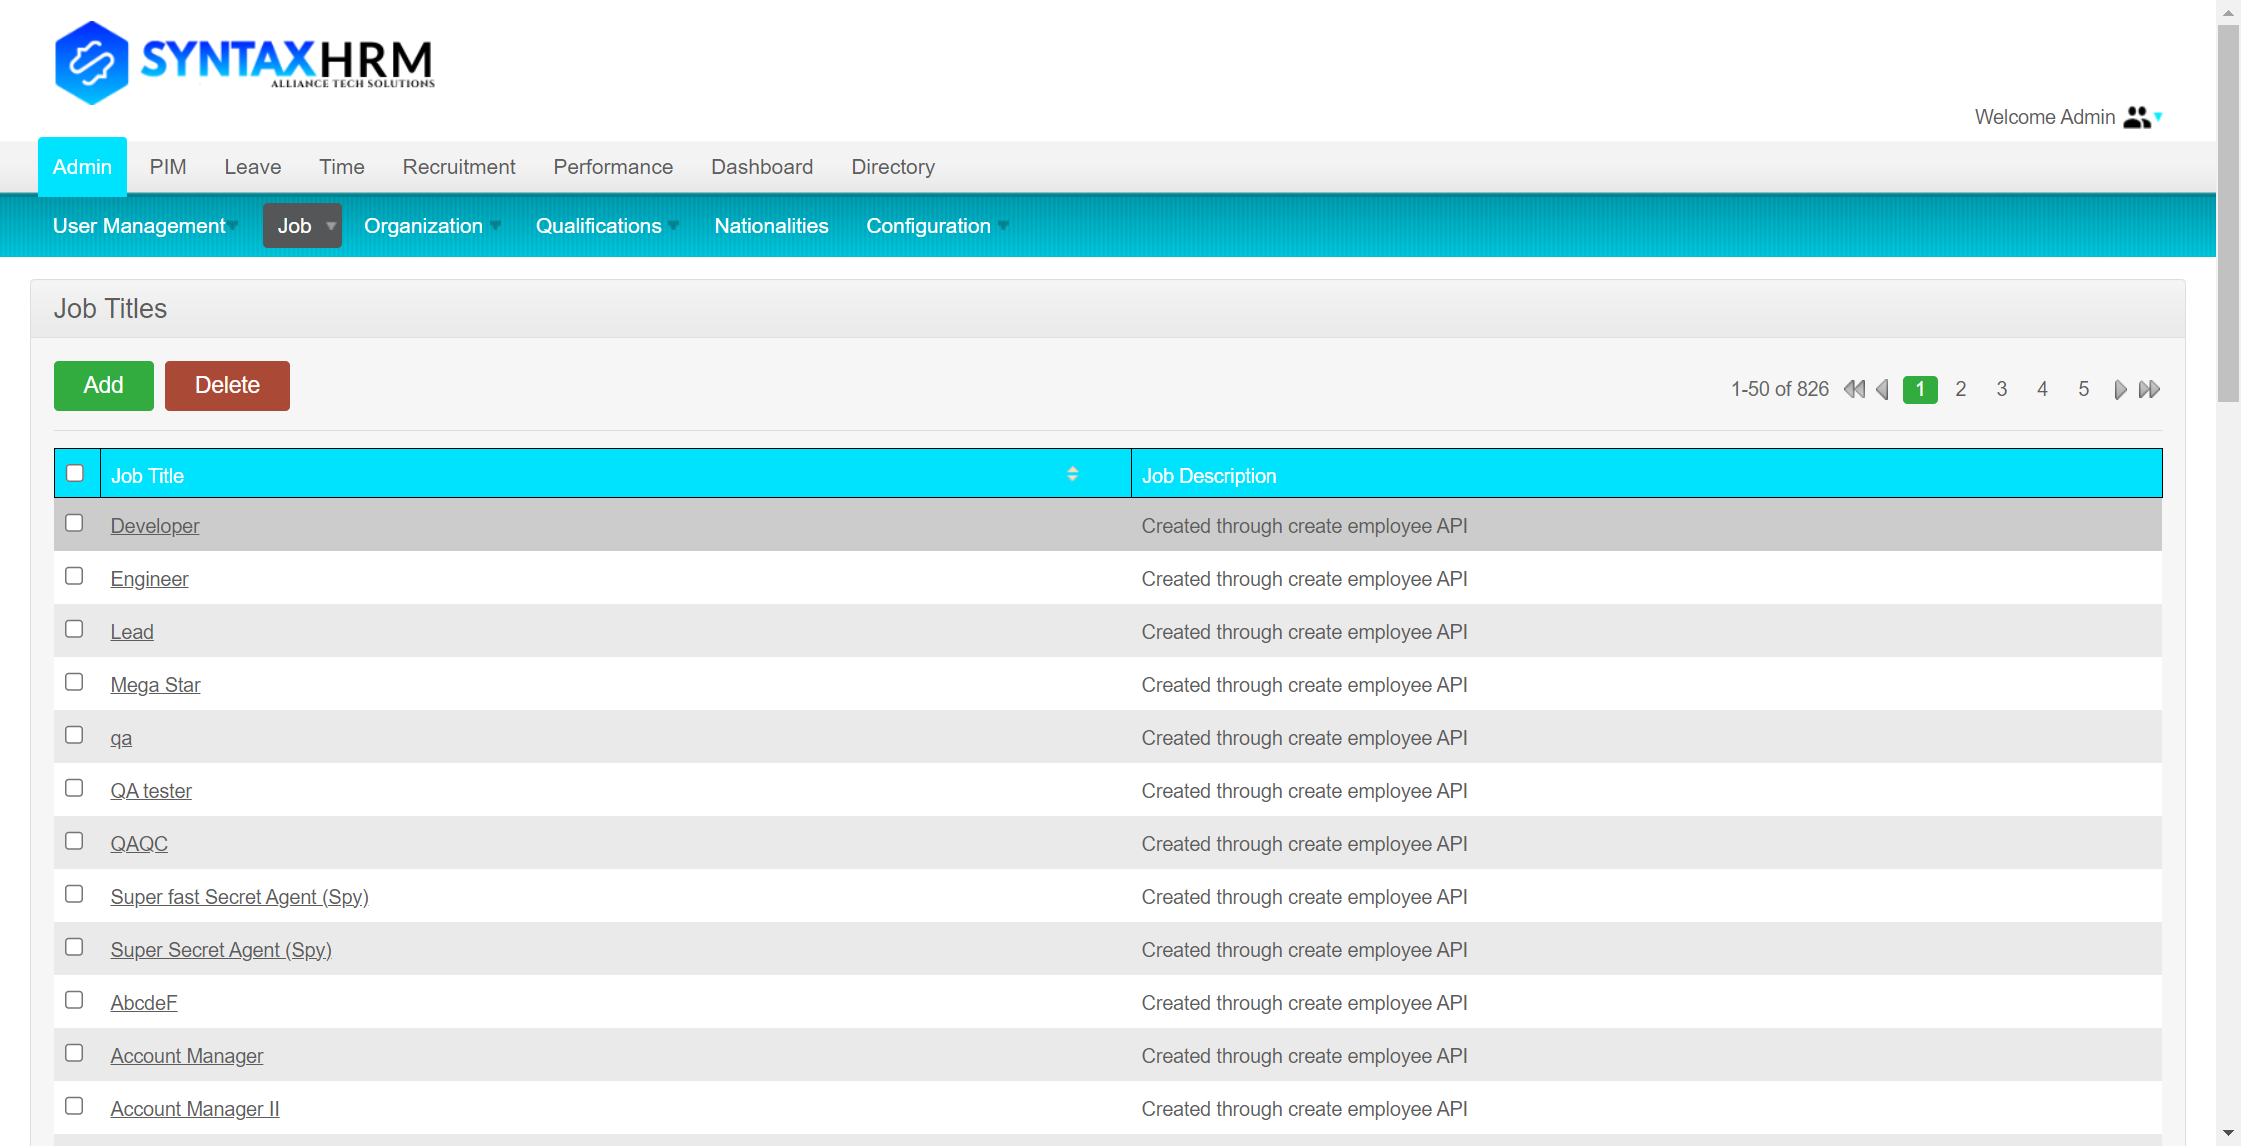 SYNTAXHRM
ALLIANCE TECH SOLUTIONS
Welcome Admin
Admin PIM Leave Time Recruitment Performance Dashboard Directory
User Management Job Organization Qualifications Nationalities Configuration
Job Titles
Add Delete 1-50 of 826 1 2 3 4 5
Job Title Job Description
Developer Created through create employee API
Engineer Created through create employee API
Lead Created through create employee API
Mega Star Created through create employee API
qa Created through create employee API
QA tester Created through create employee API
QAQC Created through create employee API
Super fast Secret Agent (Spy) Created through create employee API
Super Secret Agent (Spy) Created through create employee API
AbcdeF Created through create employee API
Account Manager Created through create employee API
Account Manager II Created through create employee API